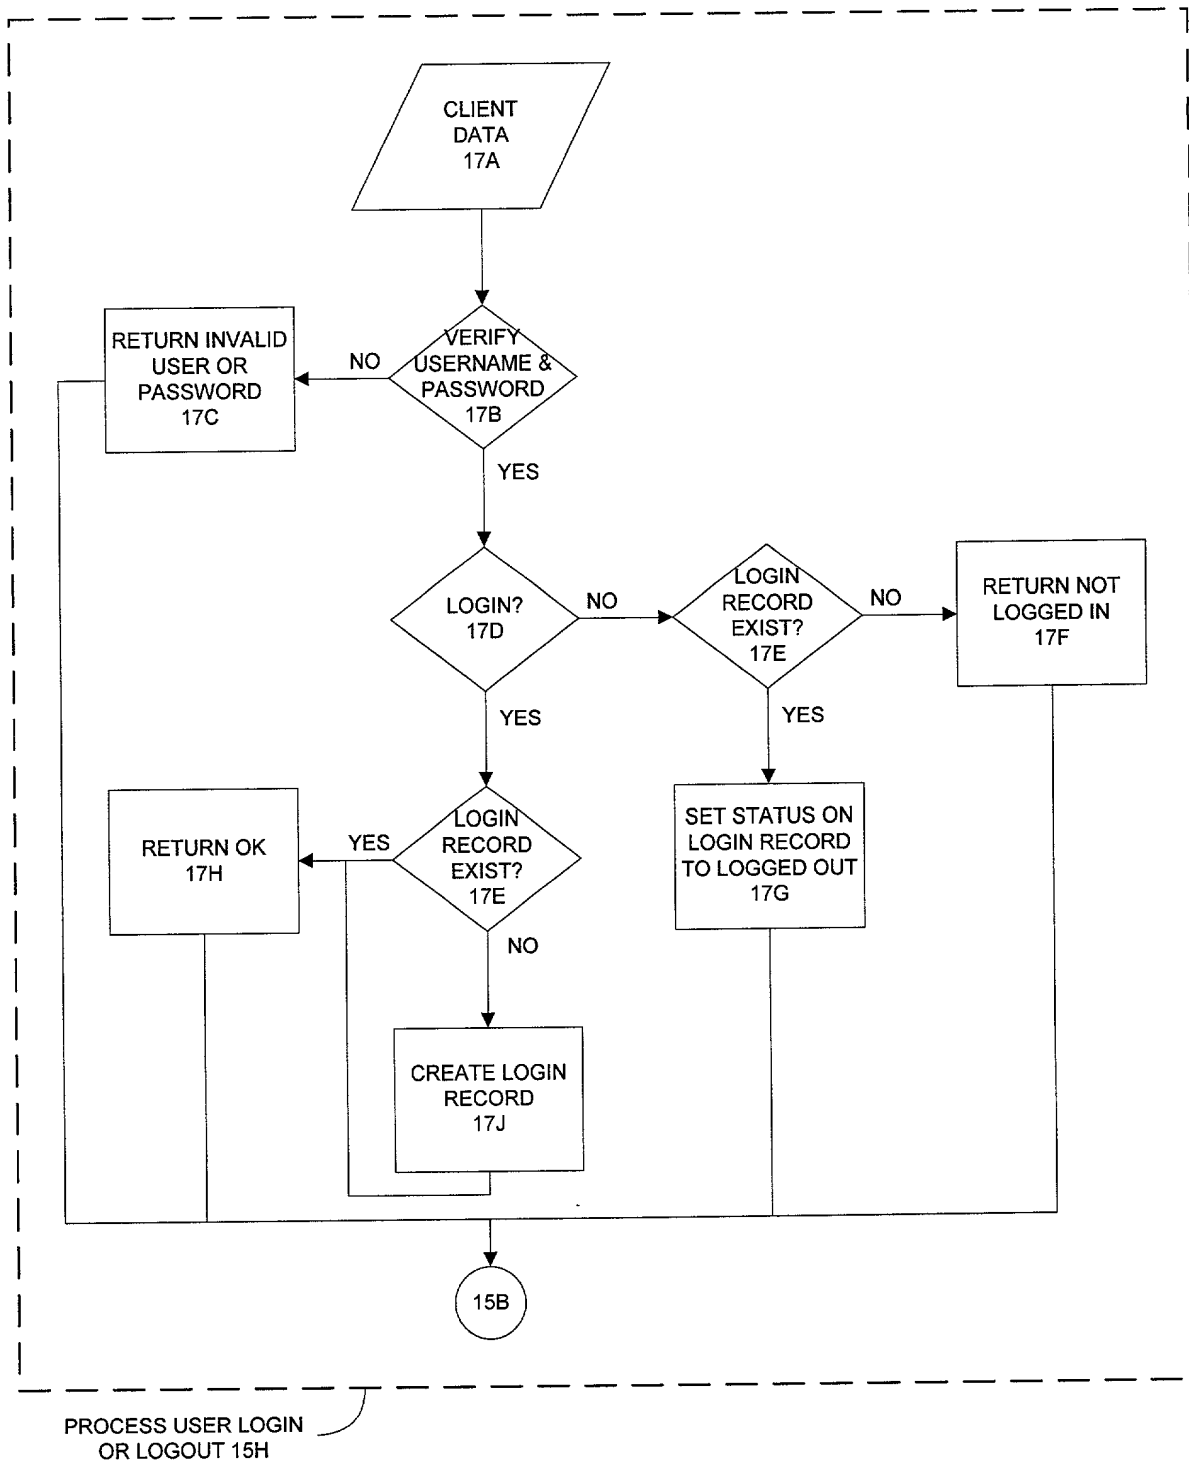 CLIENT
DATA
17A
VERIFY
USERNAME &
PASSWORD
17B
NO
RETURN INVALID
USER OR
PASSWORD
17C
YES
LOGIN?
17D
NO
LOGIN
RECORD
EXIST?
17E
NO
RETURN NOT
LOGGED IN
17F
YES
YES
SET STATUS ON
LOGIN RECORD
TO LOGGED OUT
17G
LOGIN
RECORD
EXIST?
17E
YES
RETURN OK
17H
NO
CREATE LOGIN
RECORD
17J
15B
PROCESS USER LOGIN
OR LOGOUT 15H